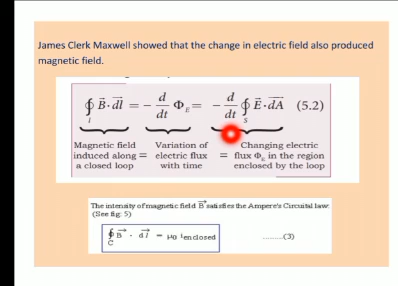 James Clerk Maxwell showed that the change in electric field also produced
magnetic field.
∮ B⃗·dl⃗ = − d/dt Φ_E = − d/dt ∮ E⃗·dA⃗ (5.2)
l S
Magnetic field Variation of Changing electric
induced along = electric flux = flux Φ_E in the region
a closed loop with time enclosed by the loop
The intensity of magnetic field B⃗ satisfies the Ampere's Circuital law:
(See fig: 5)
∮ B⃗ · dl⃗ = μ₀ I enclosed .........(3)
C